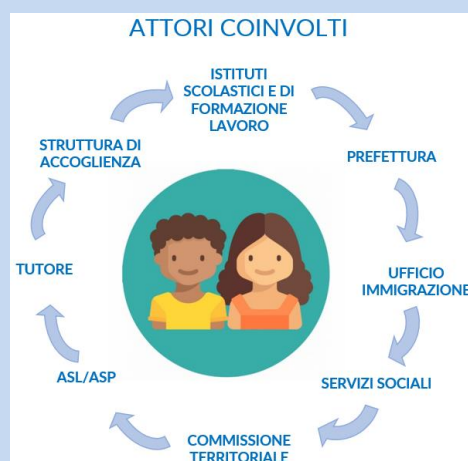 ATTORI COINVOLTI
ISTITUTI
SCOLASTICI E DI
FORMAZIONE
LAVORO
PREFETTURA
UFFICIO
IMMIGRAZIONE
SERVIZI SOCIALI
COMMISSIONE
TERRITORIALE
ASL/ASP
TUTORE
STRUTTURA DI
ACCOGLIENZA